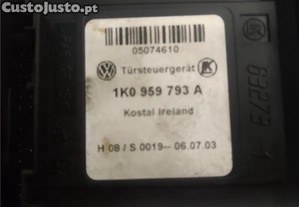 CustoJusto.pt
05074610
Türsteuergerät
1K0 959 793 A
Kostal Ireland
H 08 / S 0019-- 06.07.03